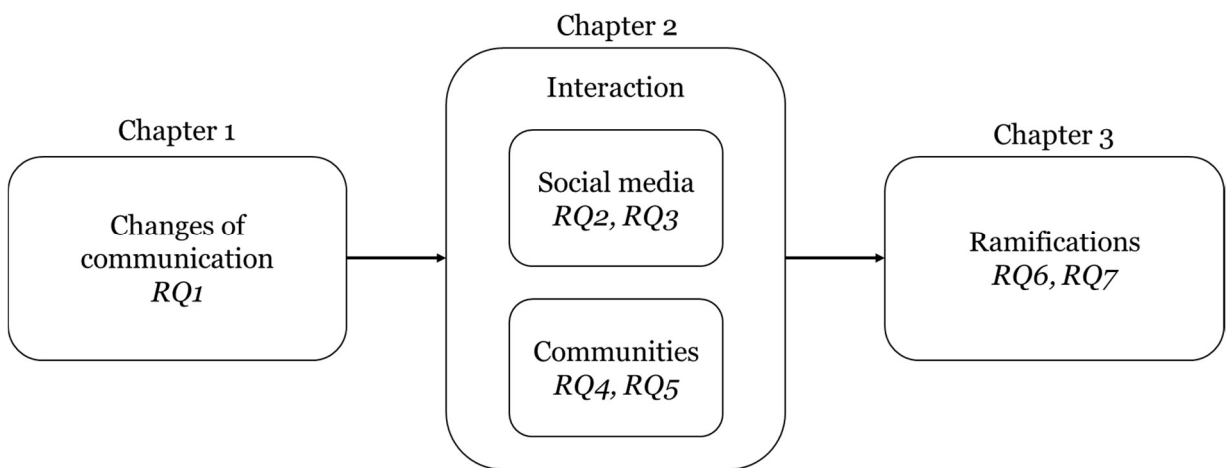 Chapter 1
Changes of
communication
RQ1
Chapter 2
Interaction
Social media
RQ2, RQ3
Communities
RQ4, RQ5
Chapter 3
Ramifications
RQ6, RQ7